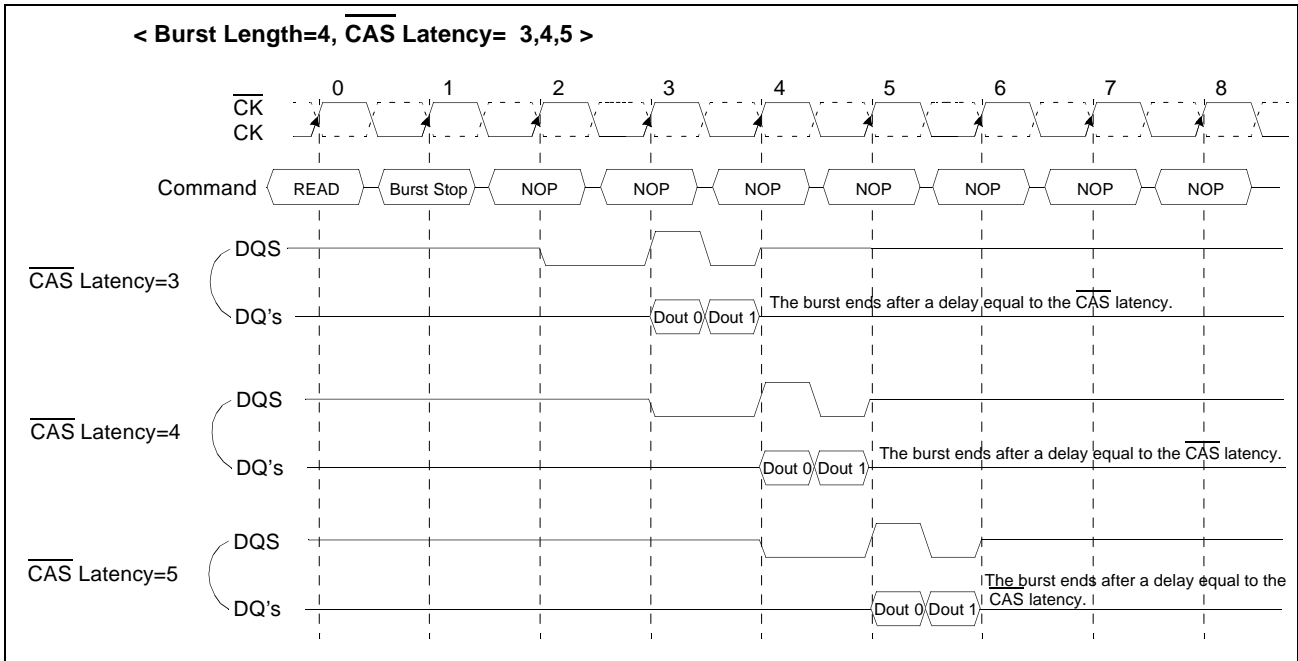 < Burst Length=4, CAS Latency= 3,4,5 >
0 1 2 3 4 5 6 7 8
CK
CK
Command READ Burst Stop NOP NOP NOP NOP NOP NOP NOP
DQS
CAS Latency=3
DQ's Dout 0 Dout 1 The burst ends after a delay equal to the CAS latency.
DQS
CAS Latency=4
DQ's Dout 0 Dout 1 The burst ends after a delay equal to the CAS latency.
DQS
CAS Latency=5
DQ's Dout 0 Dout 1 The burst ends after a delay equal to the
CAS latency.